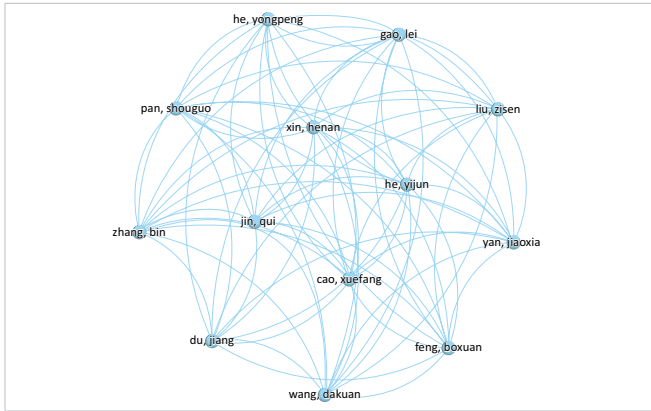 he, yongpeng
gao, lei
pan, shouguo
liu, zisen
xin, henan
he, yijun
jin, qui
zhang, bin
yan, jiaoxia
cao, xuefang
du, jiang
feng, boxuan
wang, dakuan